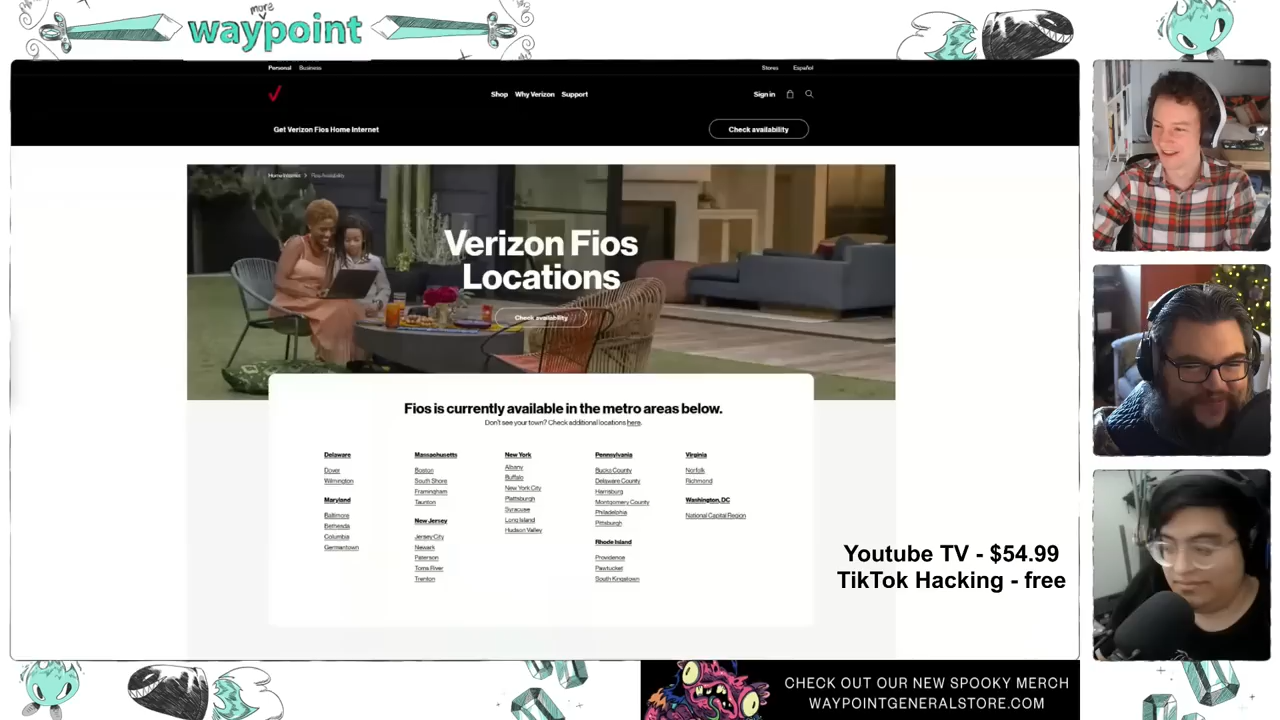 more
waypoint
Personal Business
Stores Español
Shop Why Verizon Support
Sign in
Get Verizon Fios Home Internet
Check availability
Home Internet > Fios Availability
Verizon Fios
Locations
Check availability
Fios is currently available in the metro areas below.
Don't see your town? Check additional locations here.
Delaware
Dover
Wilmington
Maryland
Baltimore
Bethesda
Columbia
Germantown
Massachusetts
Boston
South Shore
Framingham
Taunton
New Jersey
Jersey City
Newark
Paterson
Toms River
Trenton
New York
Albany
Buffalo
New York City
Plattsburgh
Syracuse
Long Island
Hudson Valley
Pennsylvania
Bucks County
Delaware County
Harrisburg
Montgomery County
Philadelphia
Pittsburgh
Rhode Island
Providence
Pawtucket
South Kingstown
Virginia
Norfolk
Richmond
Washington, DC
National Capital Region
Youtube TV - $54.99
TikTok Hacking - free
CHECK OUT OUR NEW SPOOKY MERCH
WAYPOINTGENERALSTORE.COM